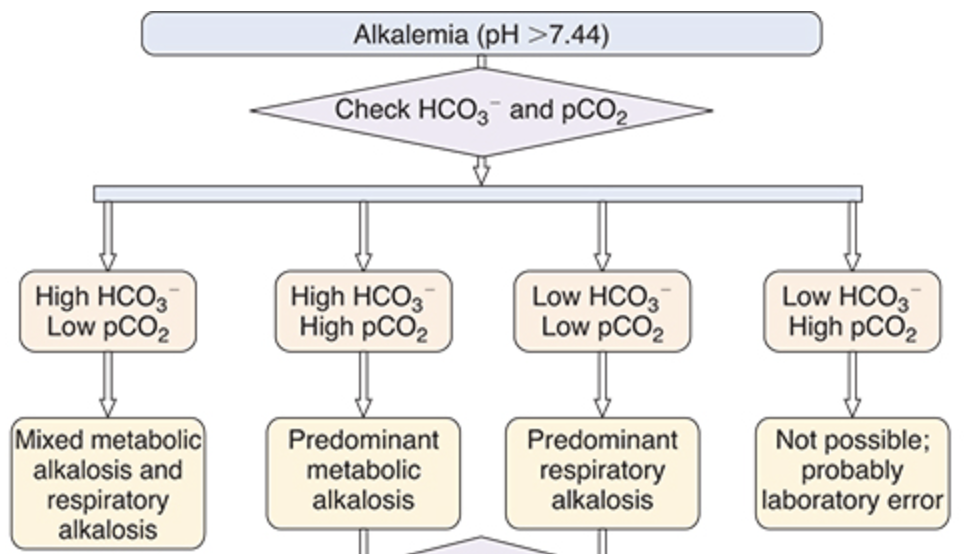 Alkalemia (pH >7.44)
Check HCO₃⁻ and pCO₂
High HCO₃⁻
Low pCO₂
High HCO₃⁻
High pCO₂
Low HCO₃⁻
Low pCO₂
Low HCO₃⁻
High pCO₂
Mixed metabolic
alkalosis and
respiratory
alkalosis
Predominant
metabolic
alkalosis
Predominant
respiratory
alkalosis
Not possible;
probably
laboratory error